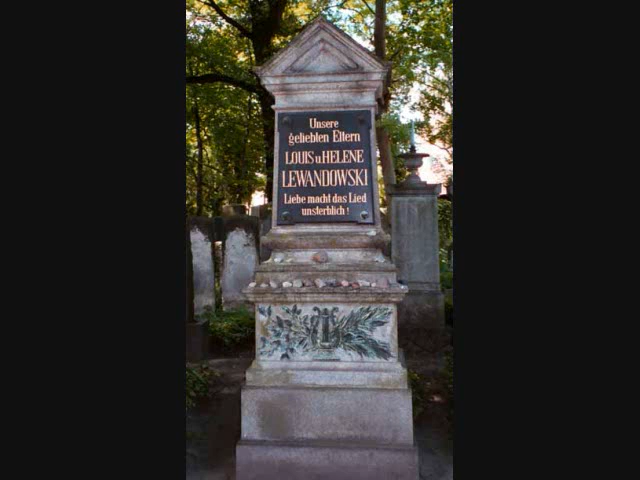 Unsere
geliebten Eltern
LOUIS u. HELENE
LEWANDOWSKI
Liebe macht das Lied
unsterblich!